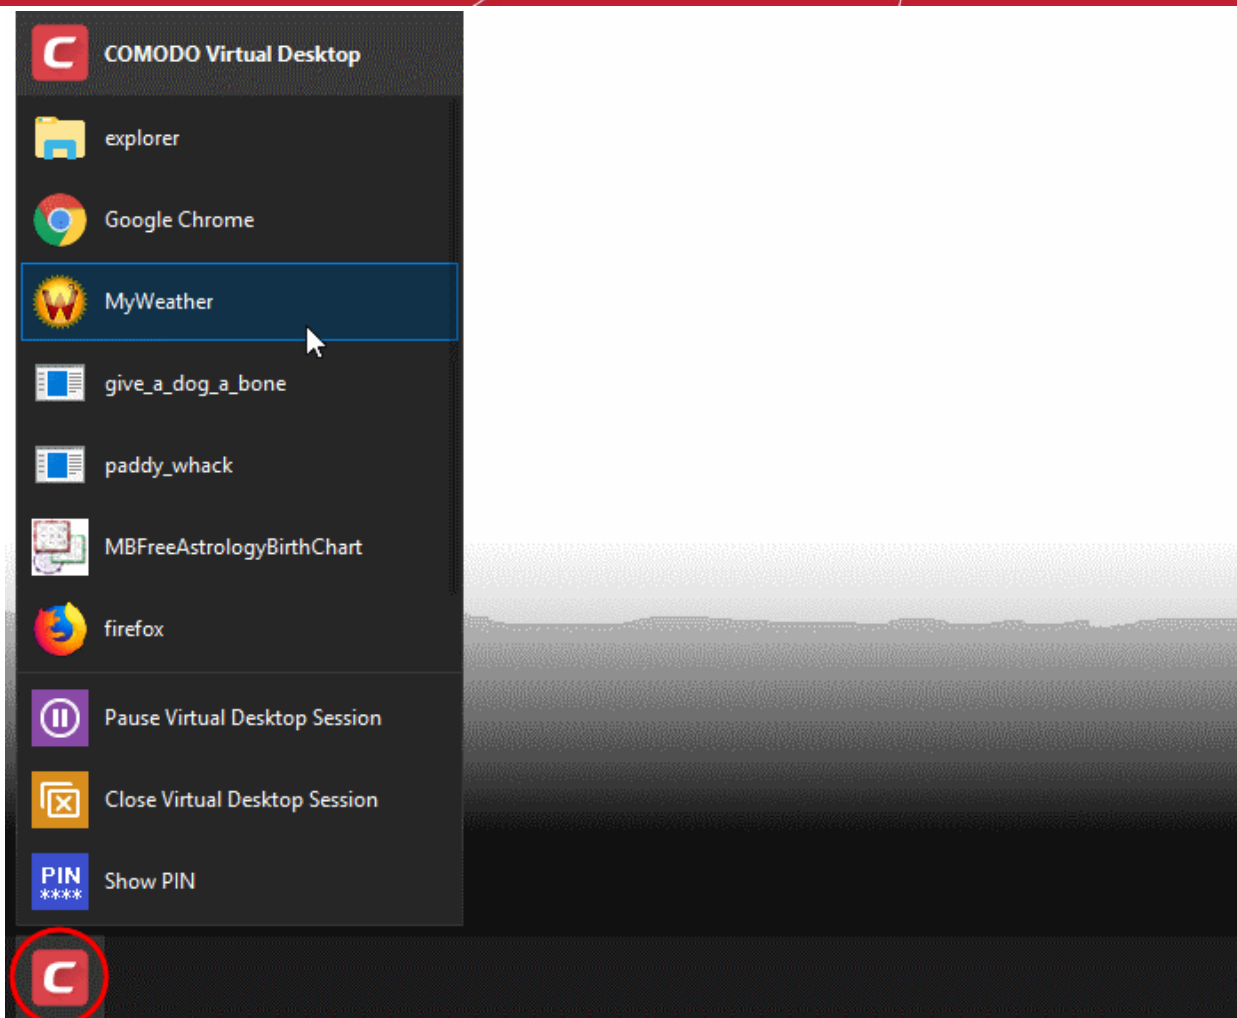 COMODO Virtual Desktop
explorer
Google Chrome
MyWeather
give_a_dog_a_bone
paddy_whack
MBFreeAstrologyBirthChart
firefox
Pause Virtual Desktop Session
Close Virtual Desktop Session
PIN
****
Show PIN